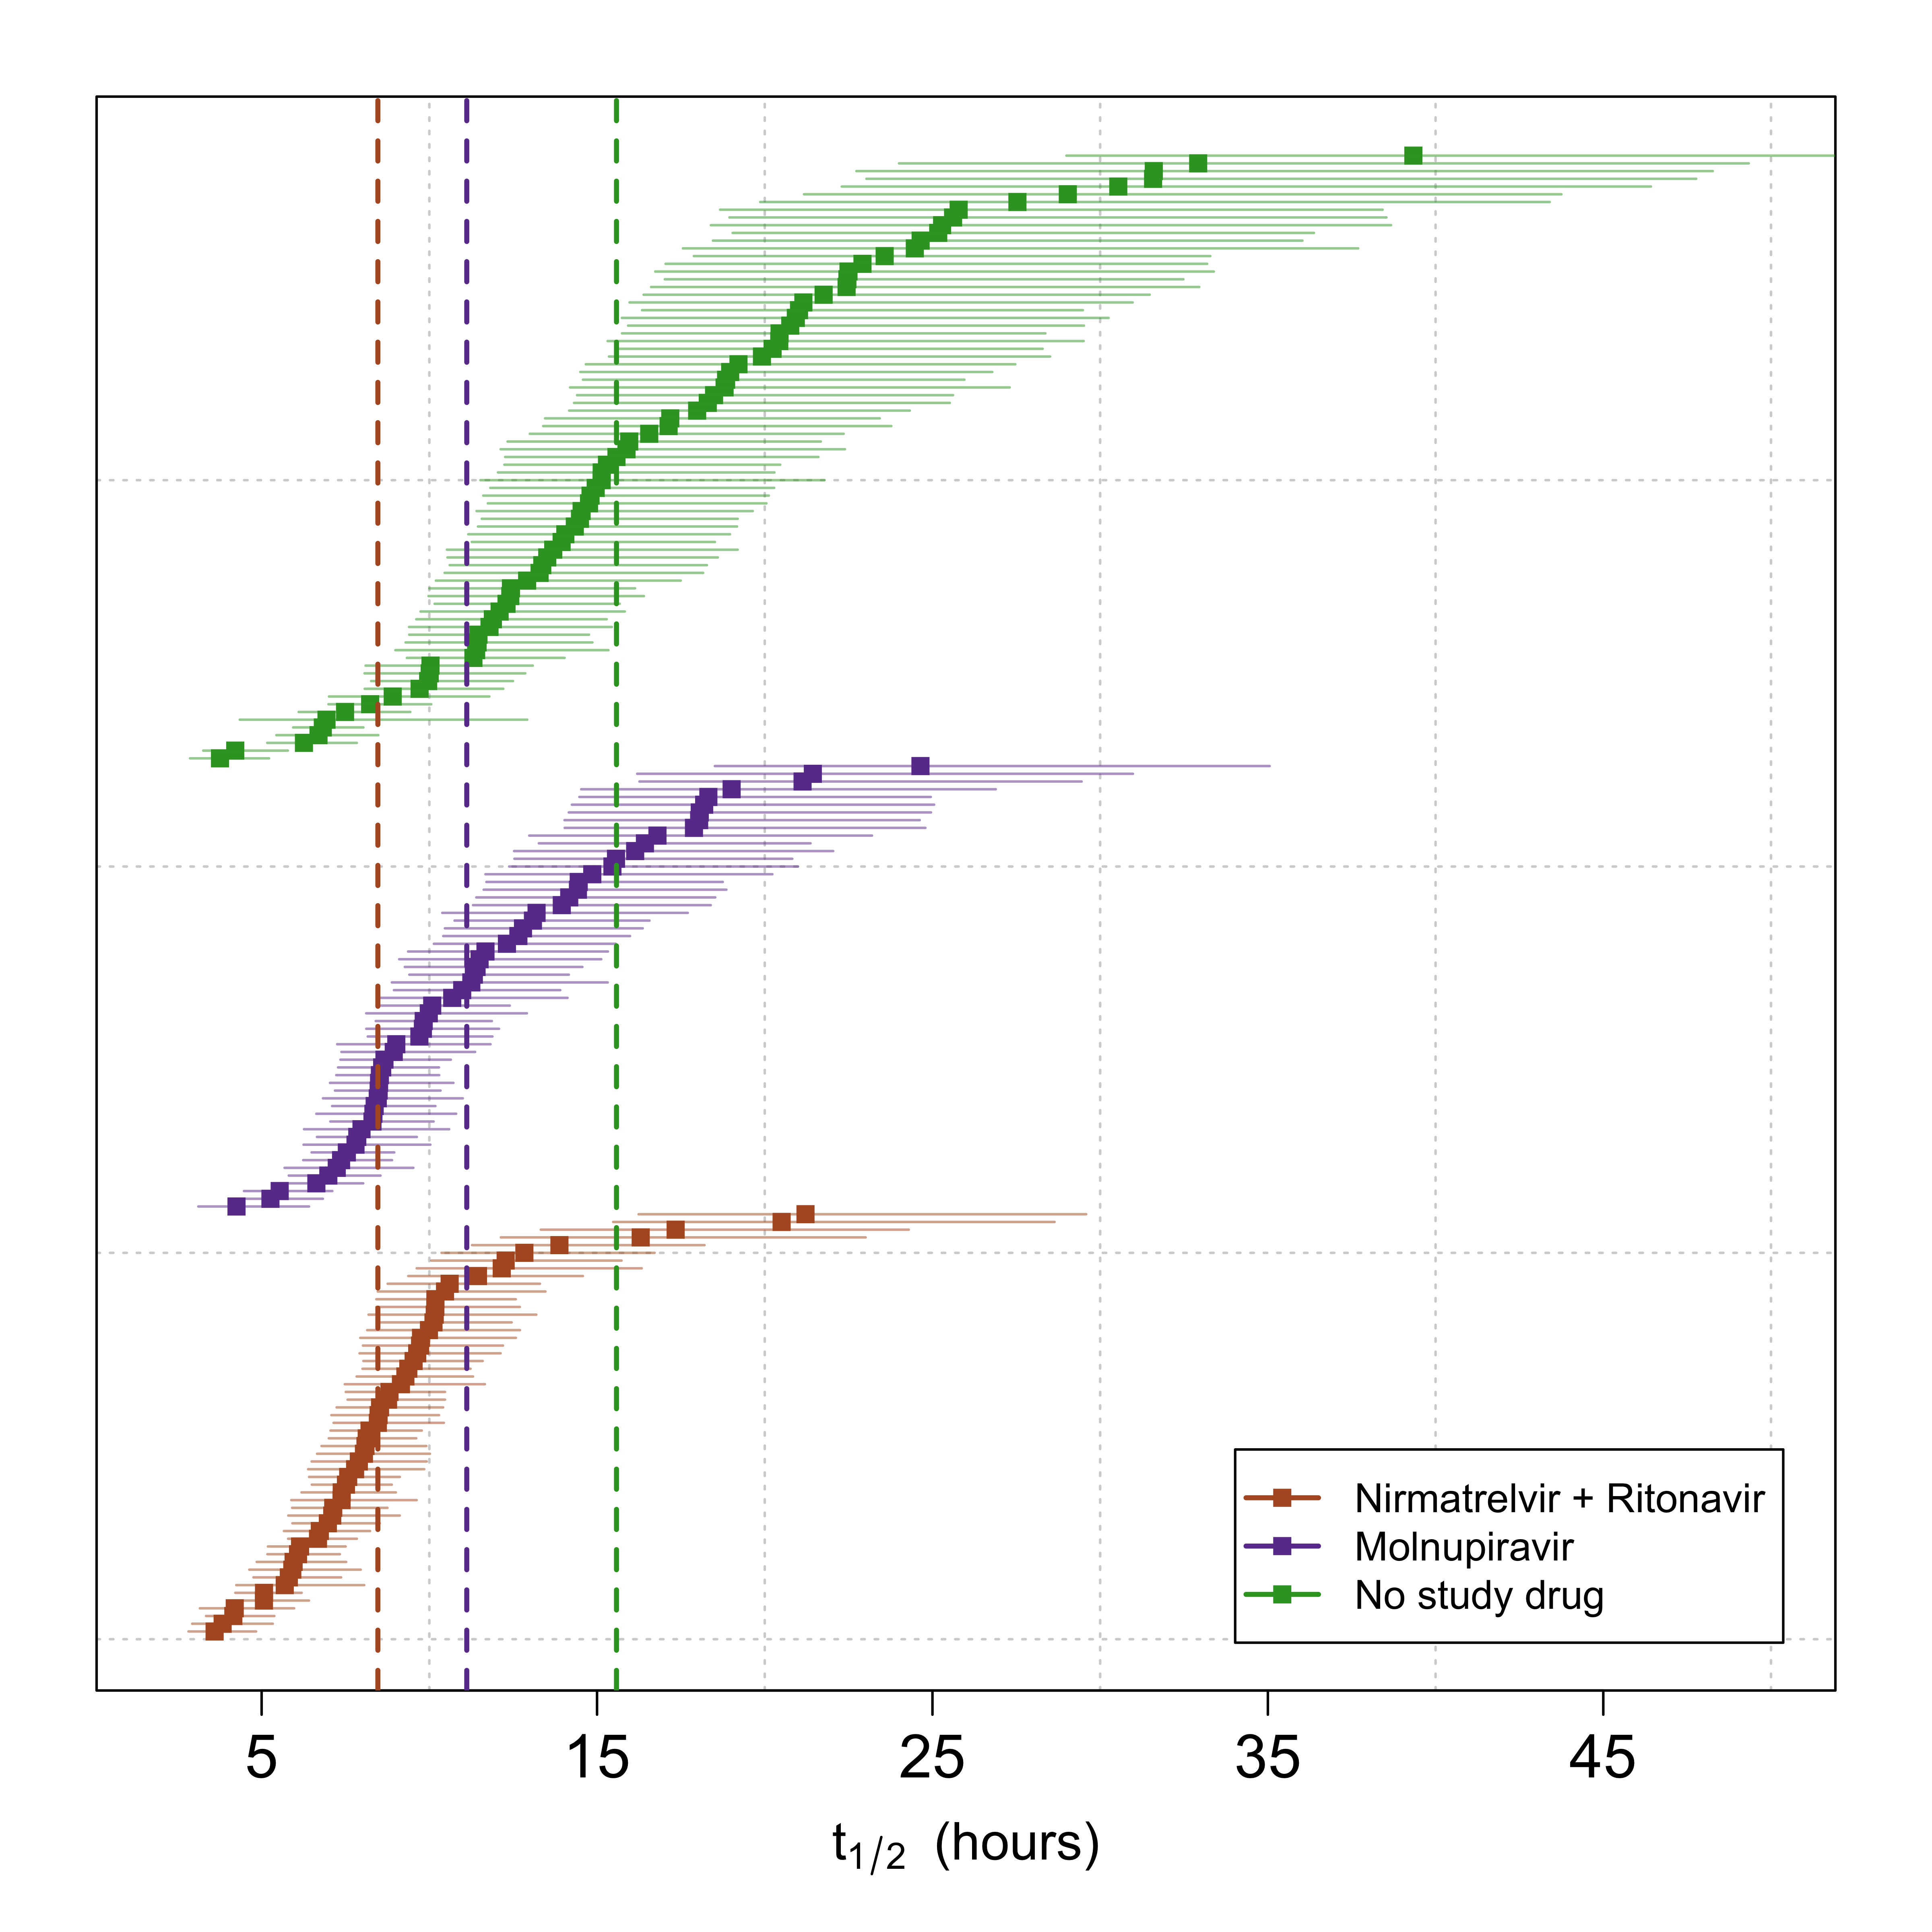 Nirmatrelvir + Ritonavir
Molnupiravir
No study drug
5 15 25 35 45
t1/2 (hours)